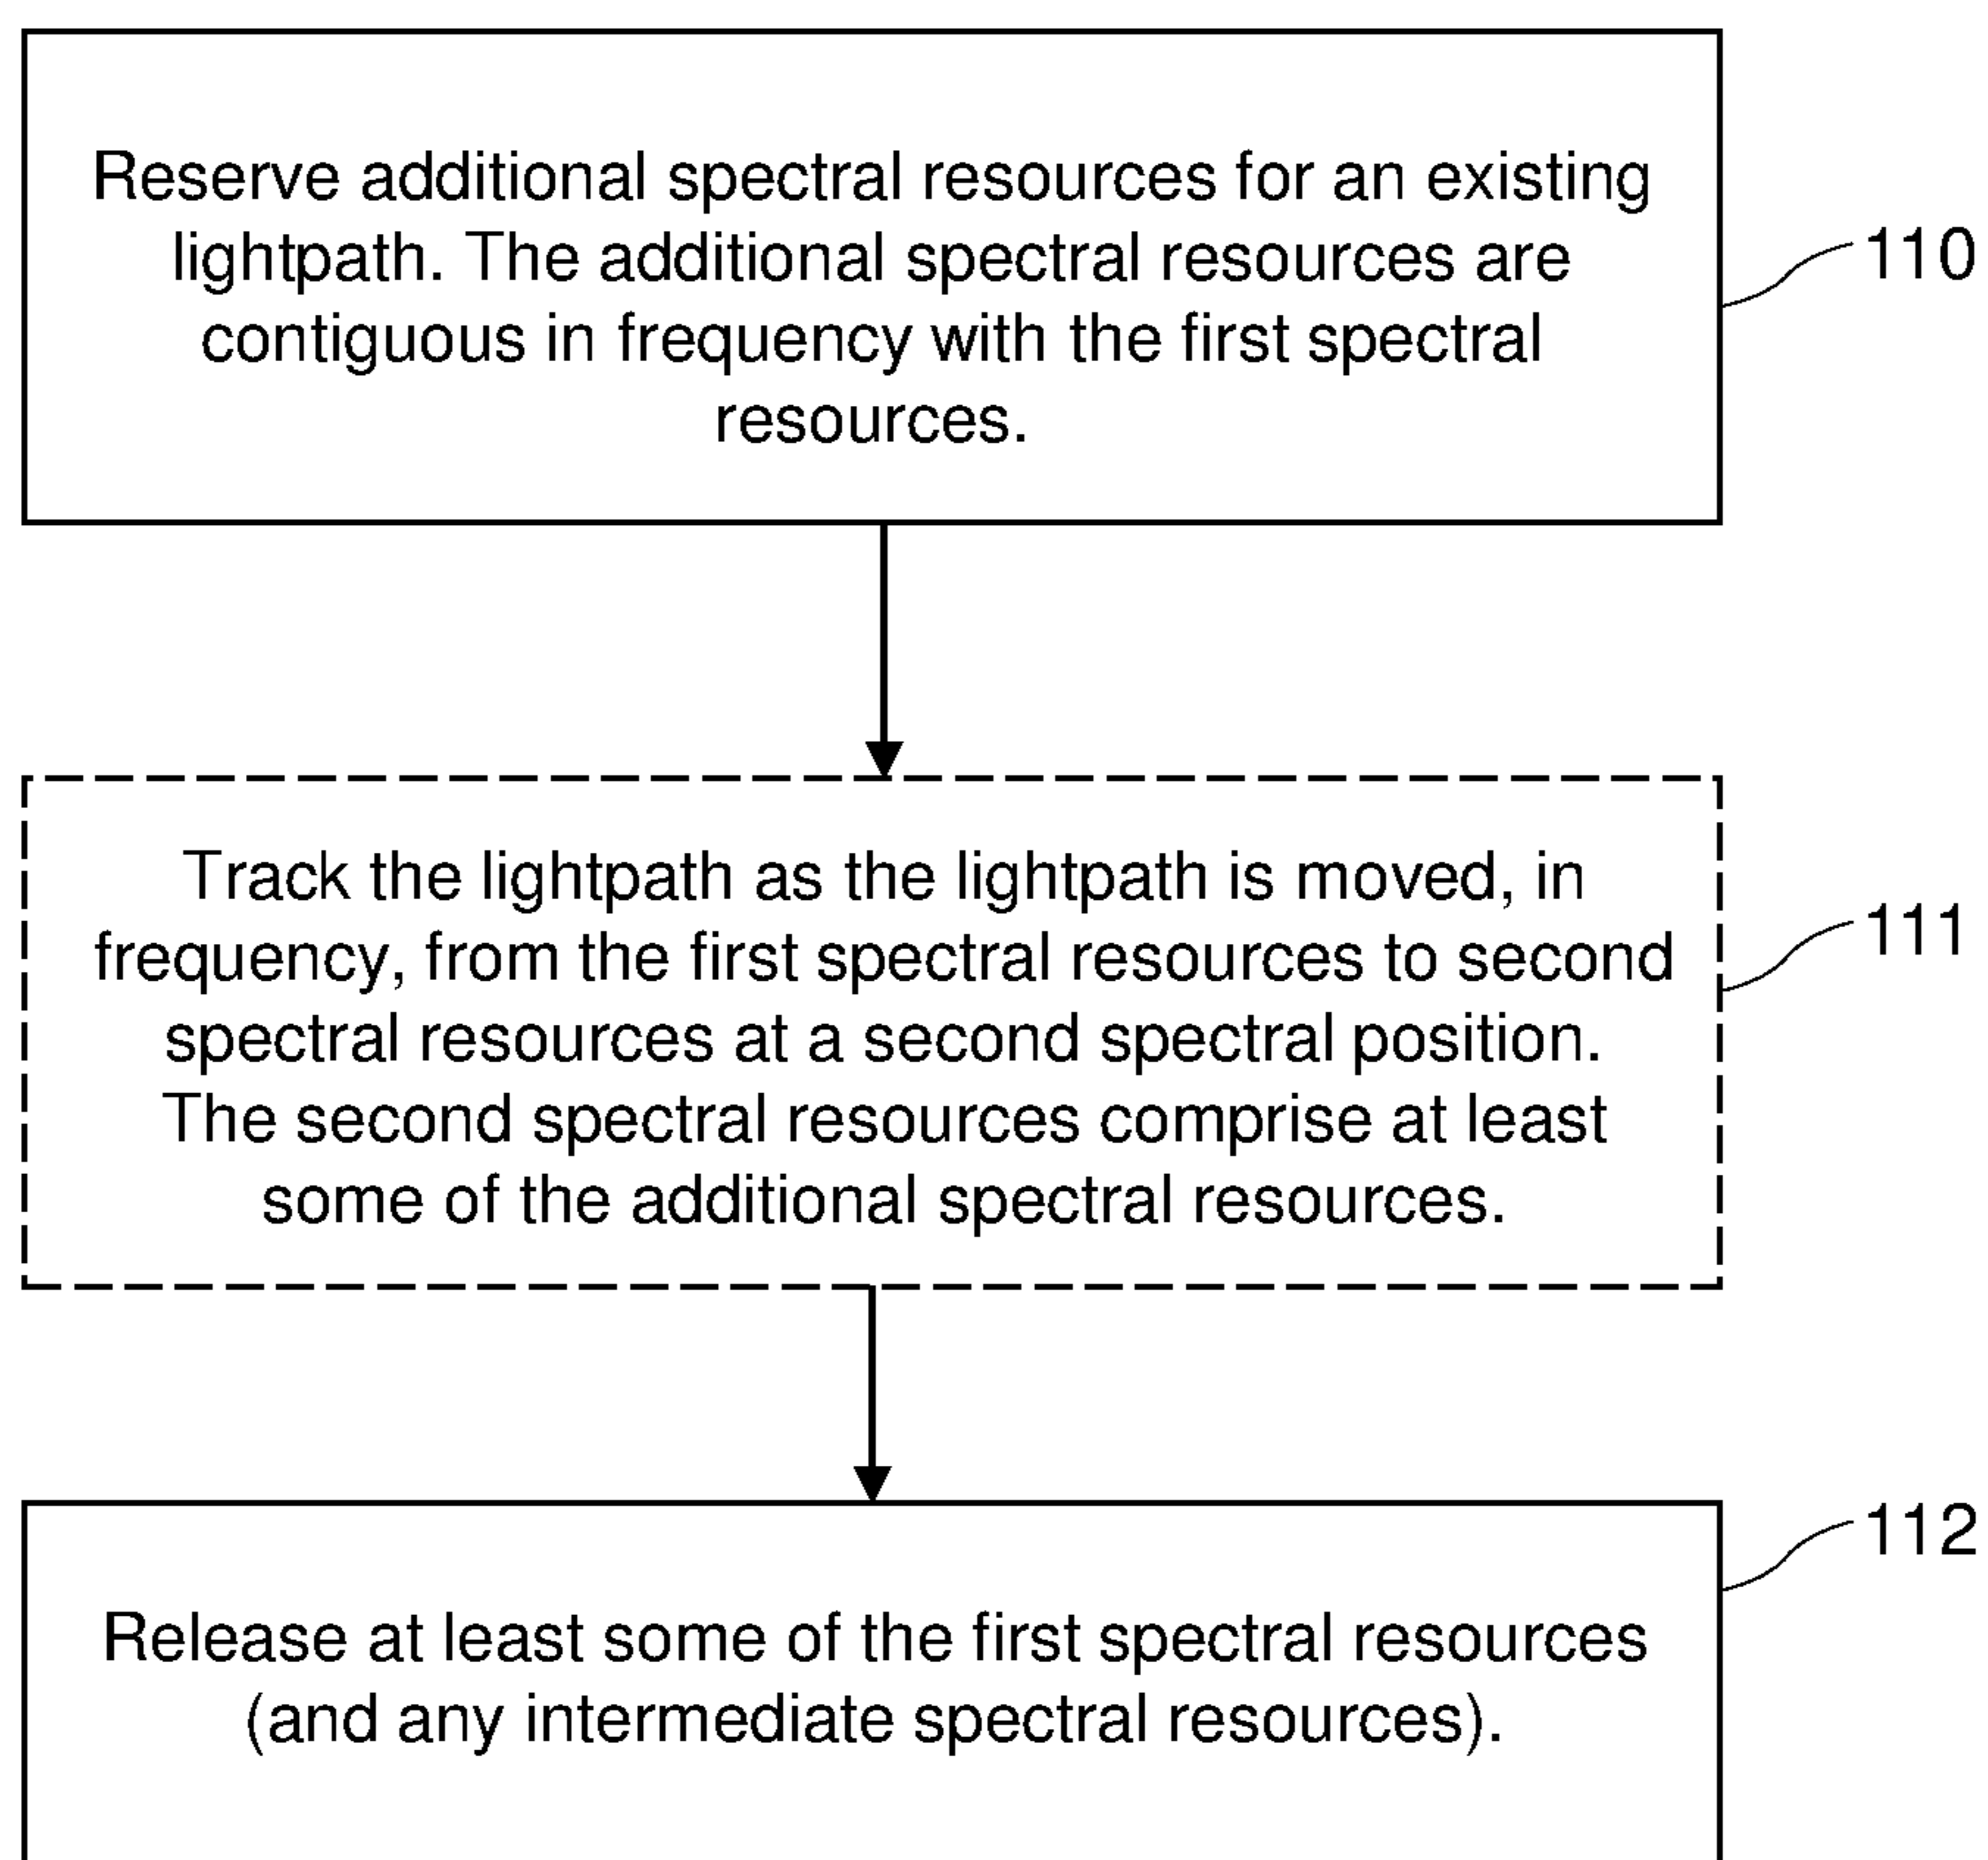 Reserve additional spectral resources for an existing
lightpath. The additional spectral resources are
contiguous in frequency with the first spectral
resources.
110
Track the lightpath as the lightpath is moved, in
frequency, from the first spectral resources to second
spectral resources at a second spectral position.
The second spectral resources comprise at least
some of the additional spectral resources.
111
112
Release at least some of the first spectral resources
(and any intermediate spectral resources).